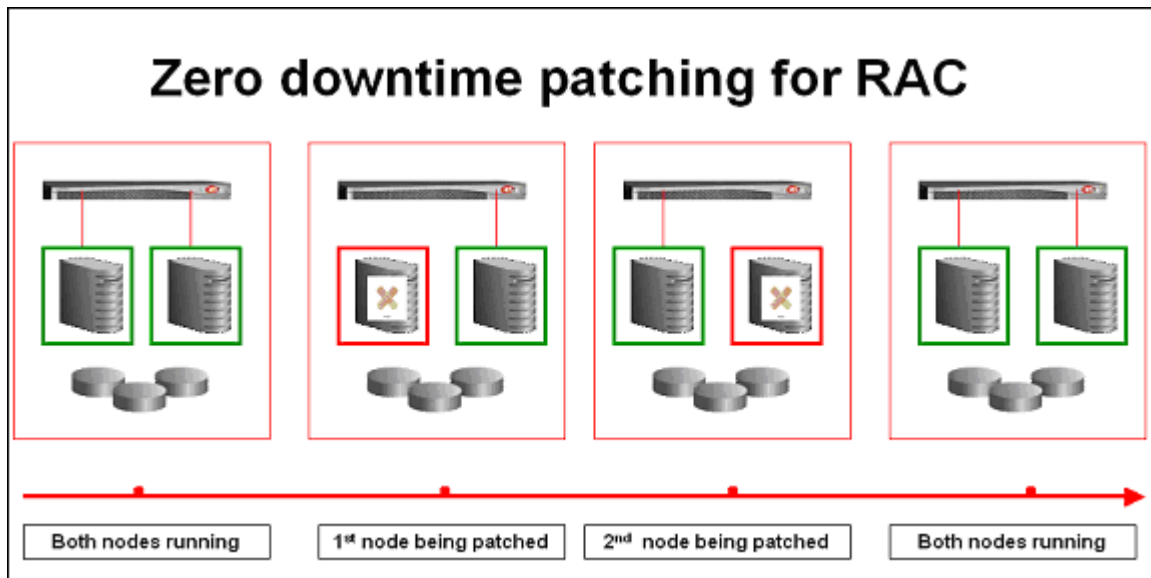 Zero downtime patching for RAC
Both nodes running
1st node being patched
2nd node being patched
Both nodes running